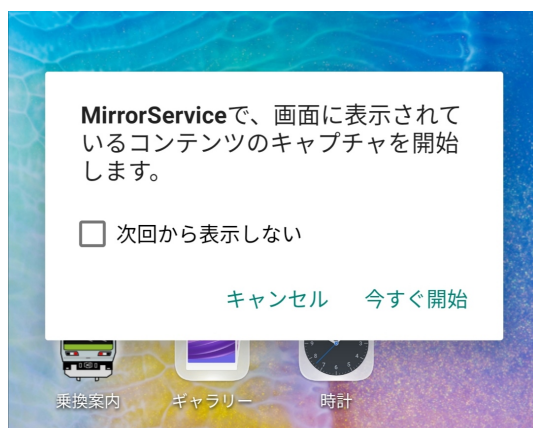 MirrorServiceで、画面に表示されて
いるコンテンツのキャプチャを開始
します。
次回から表示しない
キャンセル 今すぐ開始
乗換案内 ギャラリー 時計